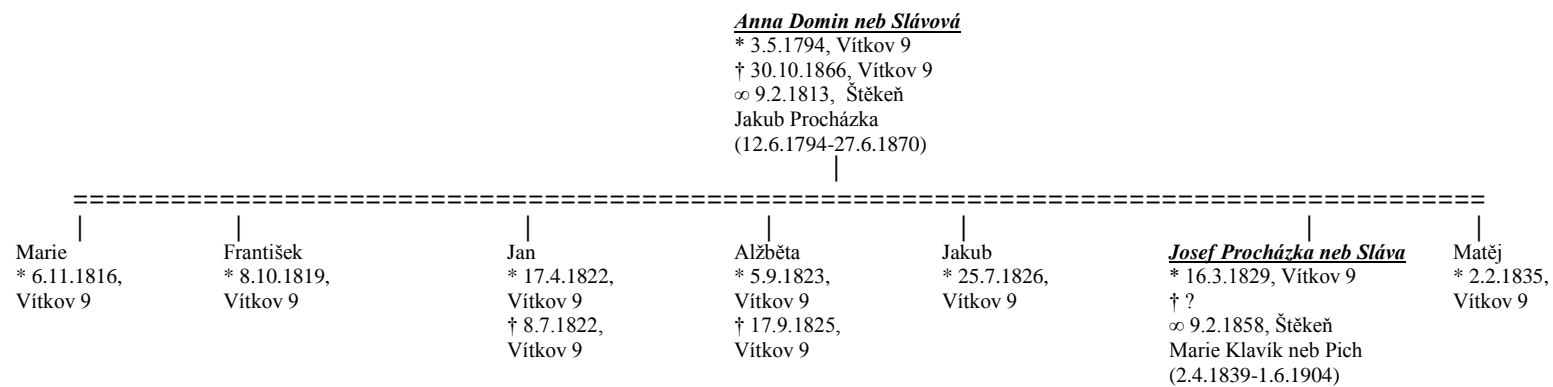 Anna Domin neb Slávová
* 3.5.1794, Vítkov 9
† 30.10.1866, Vítkov 9
∞ 9.2.1813, Štěkeň
Jakub Procházka
(12.6.1794-27.6.1870)
Marie
* 6.11.1816,
Vítkov 9
František
* 8.10.1819,
Vítkov 9
Jan
* 17.4.1822,
Vítkov 9
† 8.7.1822,
Vítkov 9
Alžběta
* 5.9.1823,
Vítkov 9
† 17.9.1825,
Vítkov 9
Jakub
* 25.7.1826,
Vítkov 9
Josef Procházka neb Sláva
* 16.3.1829, Vítkov 9
† ?
∞ 9.2.1858, Štěkeň
Marie Klavík neb Pich
(2.4.1839-1.6.1904)
Matěj
* 2.2.1835,
Vítkov 9